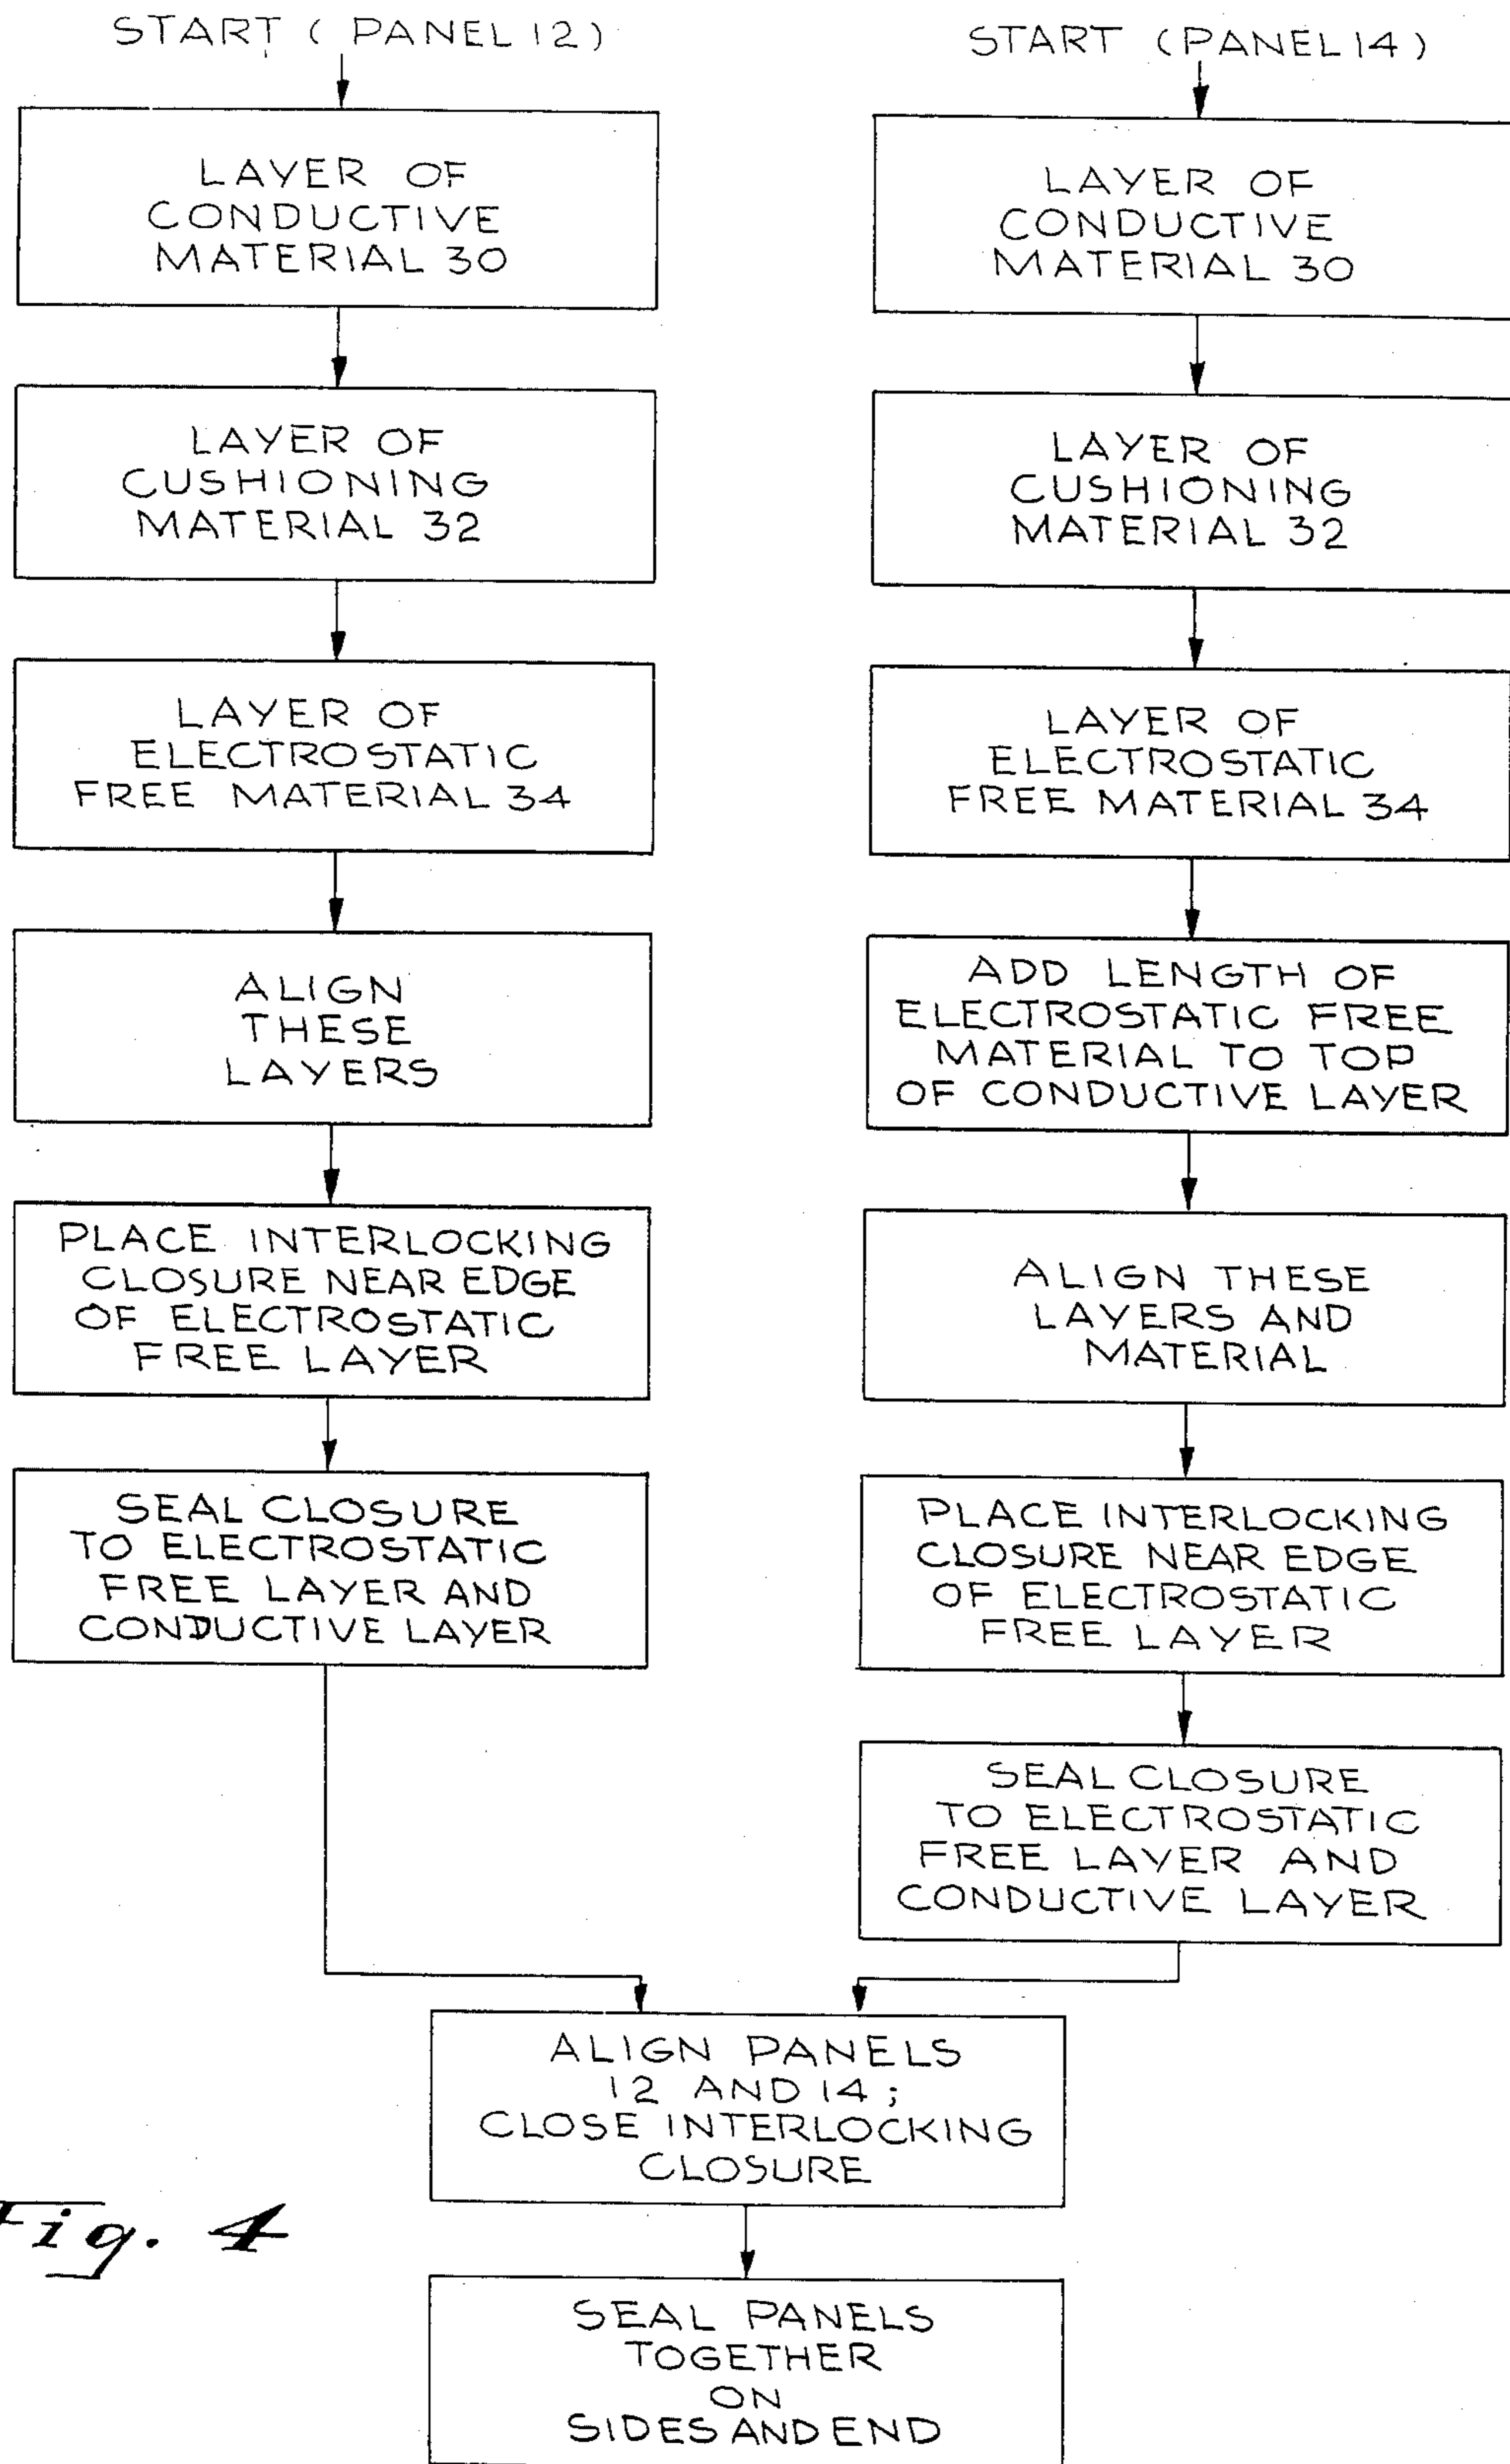 START ( PANEL 12 )
LAYER OF
CONDUCTIVE
MATERIAL 30
LAYER OF
CUSHIONING
MATERIAL 32
LAYER OF
ELECTROSTATIC
FREE MATERIAL 34
ALIGN
THESE
LAYERS
PLACE INTERLOCKING
CLOSURE NEAR EDGE
OF ELECTROSTATIC
FREE LAYER
SEAL CLOSURE
TO ELECTROSTATIC
FREE LAYER AND
CONDUCTIVE LAYER
START (PANEL 14 )
LAYER OF
CONDUCTIVE
MATERIAL 30
LAYER OF
CUSHIONING
MATERIAL 32
LAYER OF
ELECTROSTATIC
FREE MATERIAL 34
ADD LENGTH OF
ELECTROSTATIC FREE
MATERIAL TO TOP
OF CONDUCTIVE LAYER
ALIGN THESE
LAYERS AND
MATERIAL
PLACE INTERLOCKING
CLOSURE NEAR EDGE
OF ELECTROSTATIC
FREE LAYER
SEAL CLOSURE
TO ELECTROSTATIC
FREE LAYER AND
CONDUCTIVE LAYER
ALIGN PANELS
12 AND 14 ;
CLOSE INTERLOCKING
CLOSURE
SEAL PANELS
TOGETHER
ON
SIDES AND END
Fig. 4